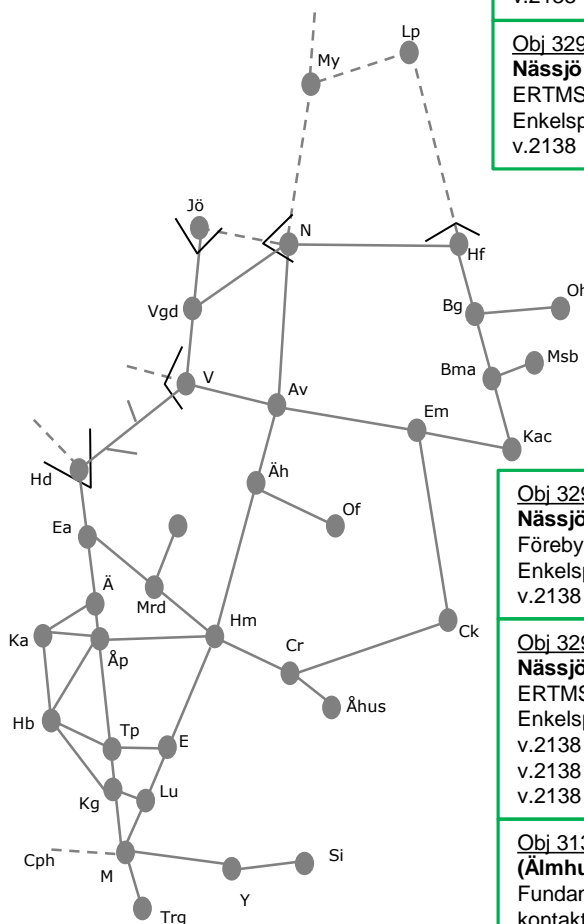 v.2138
Obj 329
Nässjö
ERTMS
Enkelsp
v.2138
Lp
My
Jö
N
Hf
Vgd
Bg
Oh
V
Bma
Msb
Av
Em
Kac
Hd
Äh
Of
Ea
Ä
Mrd
Hm
Ka
Åp
Cr
Ck
Åhus
Hb
Tp
E
Kg
Lu
Cph
M
Si
Y
Trg
Obj 329
Nässjö
Föreby
Enkelsp
v.2138
Obj 329
Nässjö
ERTMS
Enkelsp
v.2138
v.2138
v.2138
Obj 313
(Älmhu
Fundar
kontakt